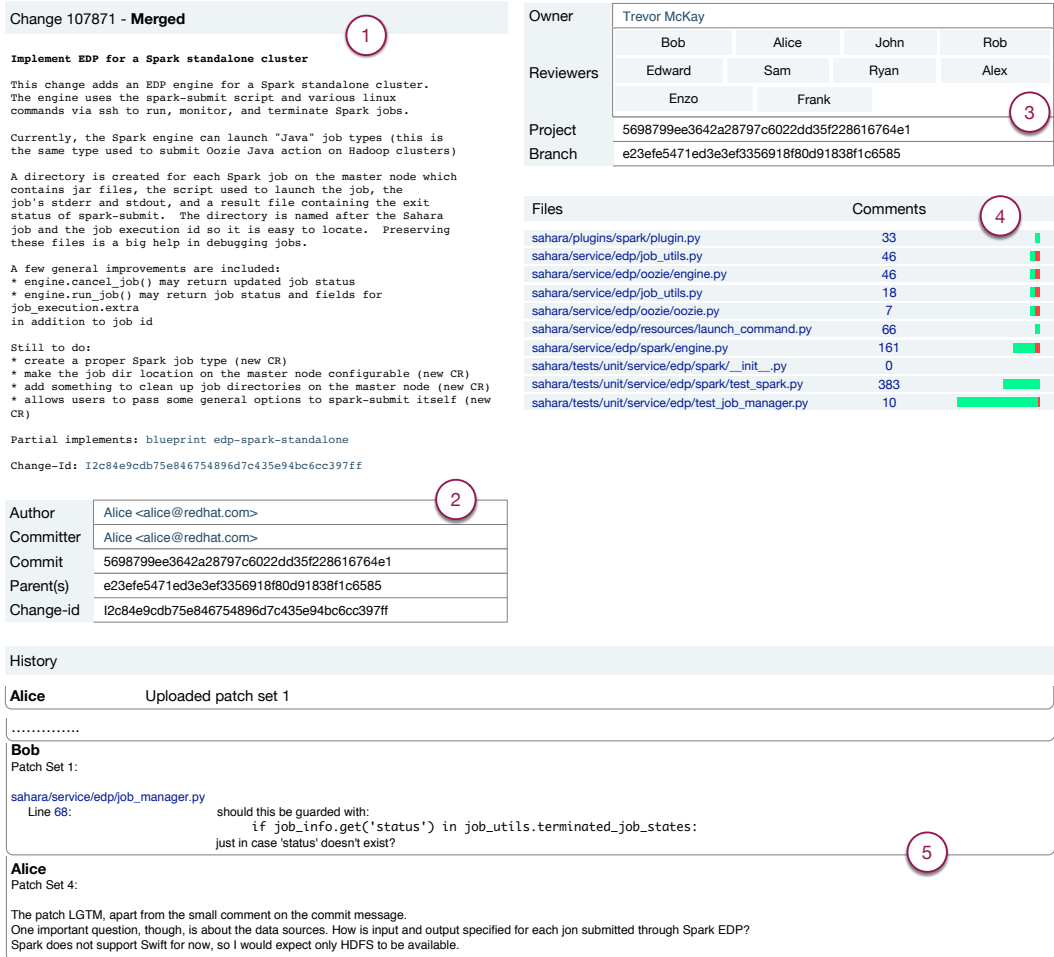 Change 107871 - Merged
1
Implement EDP for a Spark standalone cluster
This change adds an EDP engine for a Spark standalone cluster.
The engine uses the spark-submit script and various linux
commands via ssh to run, monitor, and terminate Spark jobs.
Currently, the Spark engine can launch "Java" job types (this is
the same type used to submit Oozie Java action on Hadoop clusters)
A directory is created for each Spark job on the master node which
contains jar files, the script used to launch the job, the
job's stderr and stdout, and a result file containing the exit
status of spark-submit.  The directory is named after the Sahara
job and the job execution id so it is easy to locate.  Preserving
these files is a big help in debugging jobs.
A few general improvements are included:
* engine.cancel_job() may return updated job status
* engine.run_job() may return job status and fields for
job_execution.extra
in addition to job id
Still to do:
* create a proper Spark job type (new CR)
* make the job dir location on the master node configurable (new CR)
* add something to clean up job directories on the master node (new CR)
* allows users to pass some general options to spark-submit itself (new
CR)
Partial implements: blueprint edp-spark-standalone
Change-Id: I2c84e9cdb75e846754896d7c435e94bc6cc397ff
2
Author Alice <alice@redhat.com>
Committer Alice <alice@redhat.com>
Commit 5698799ee3642a28797c6022dd35f228616764e1
Parent(s) e23efe5471ed3e3ef3356918f80d91838f1c6585
Change-id I2c84e9cdb75e846754896d7c435e94bc6cc397ff
Owner Trevor McKay
Reviewers
Bob Alice John Rob
Edward Sam Ryan Alex
Enzo Frank
3
Project 5698799ee3642a28797c6022dd35f228616764e1
Branch e23efe5471ed3e3ef3356918f80d91838f1c6585
Files Comments
4
sahara/plugins/spark/plugin.py 33
sahara/service/edp/job_utils.py 46
sahara/service/edp/oozie/engine.py 46
sahara/service/edp/job_utils.py 18
sahara/service/edp/oozie/oozie.py 7
sahara/service/edp/resources/launch_command.py 66
sahara/service/edp/spark/engine.py 161
sahara/tests/unit/service/edp/spark/__init__.py 0
sahara/tests/unit/service/edp/spark/test_spark.py 383
sahara/tests/unit/service/edp/test_job_manager.py 10
History
Alice Uploaded patch set 1
…………..
Bob
Patch Set 1:
sahara/service/edp/job_manager.py
Line 68: should this be guarded with:
if job_info.get('status') in job_utils.terminated_job_states:
just in case 'status' doesn't exist?
5
Alice
Patch Set 4:
The patch LGTM, apart from the small comment on the commit message.
One important question, though, is about the data sources. How is input and output specified for each jon submitted through Spark EDP?
Spark does not support Swift for now, so I would expect only HDFS to be available.